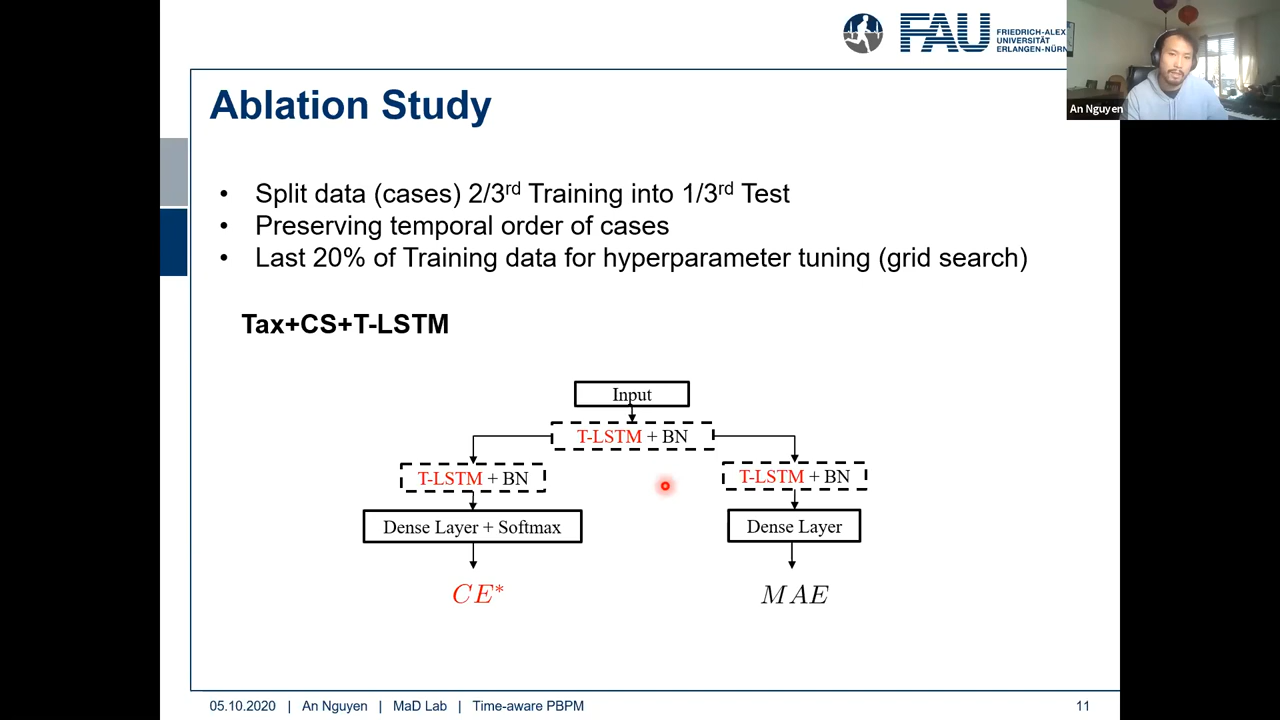 FAU
FRIEDRICH-ALEX
UNIVERSITÄT
ERLANGEN-NÜRN
An Nguyen
Ablation Study
• Split data (cases) 2/3rd Training into 1/3rd Test
• Preserving temporal order of cases
• Last 20% of Training data for hyperparameter tuning (grid search)
Tax+CS+T-LSTM
Input
T-LSTM + BN
T-LSTM + BN
T-LSTM + BN
Dense Layer + Softmax
Dense Layer
CE*
MAE
05.10.2020 | An Nguyen | MaD Lab | Time-aware PBPM
11